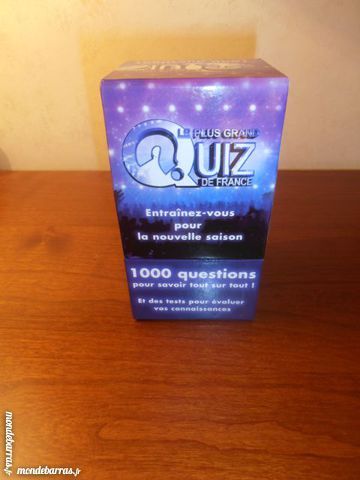 LE PLUS GRAND
QUIZ
DE FRANCE
Entraînez-vous
pour
la nouvelle saison
1000 questions
pour savoir tout sur tout !
Et des tests pour évaluer
vos connaissances
mondebarras.fr
mondebarras.fr